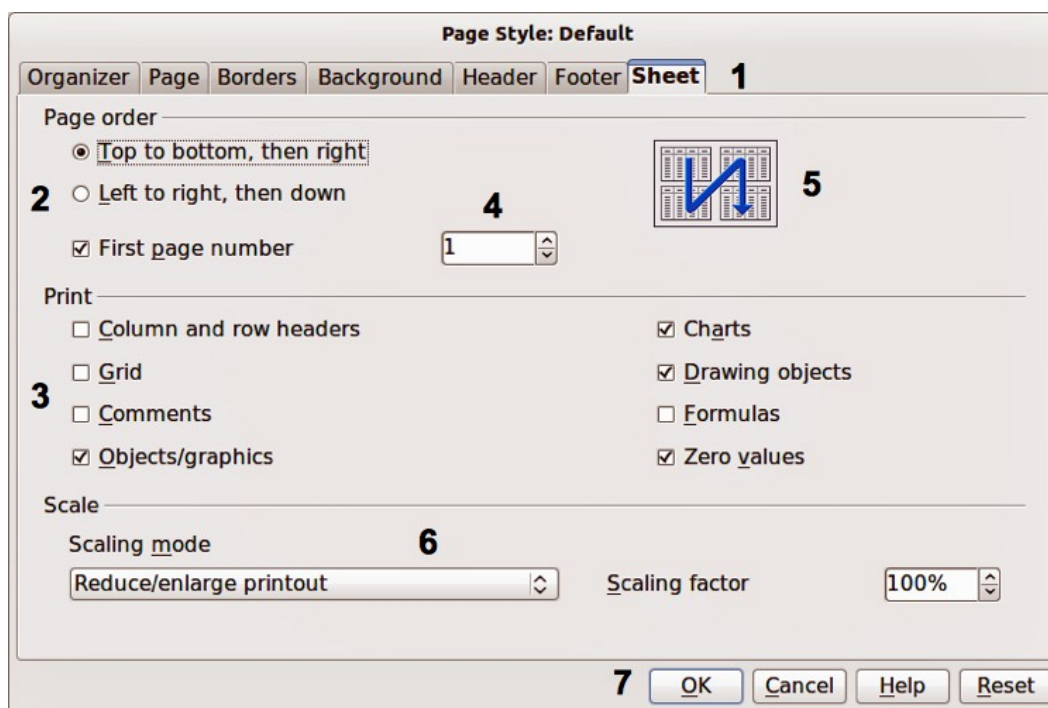 Page Style: Default
Organizer Page Borders Background Header Footer Sheet 1
Page order
Top to bottom, then right
2 Left to right, then down 4 5
First page number 1
Print
Column and row headers Charts
Grid Drawing objects
3
Comments Formulas
Objects/graphics Zero values
Scale
Scaling mode 6
Reduce/enlarge printout Scaling factor 100%
7 OK Cancel Help Reset